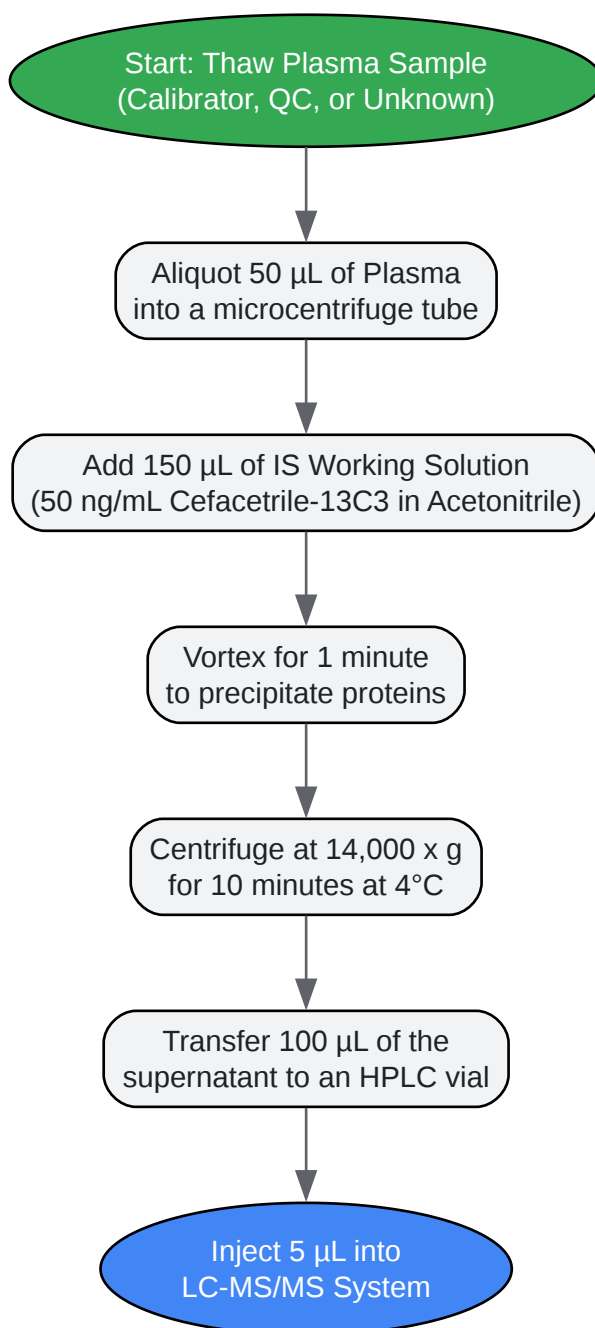 Start: Thaw Plasma Sample
(Calibrator, QC, or Unknown)
Aliquot 50 µL of Plasma
into a microcentrifuge tube
Add 150 µL of IS Working Solution
(50 ng/mL Cefacetrile-13C3 in Acetonitrile)
Vortex for 1 minute
to precipitate proteins
Centrifuge at 14,000 x g
for 10 minutes at 4°C
Transfer 100 µL of the
supernatant to an HPLC vial
Inject 5 µL into
LC-MS/MS System